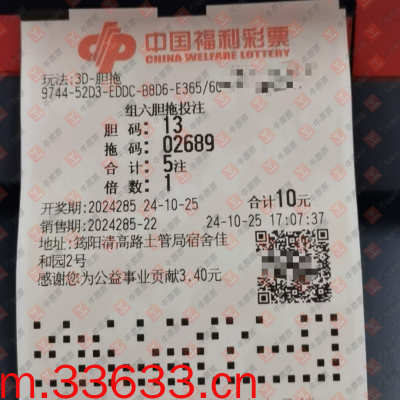 中国福利彩票
CHINA WELFARE LOTTERY
玩法:3D-胆拖
9744-52D3-EDDC-B8D6-E365/6C
组六胆拖投注
胆 码: 13
拖 码: 02689
合 计: 5注
倍 数: 1
开奖期:2024285 24-10-25 合计10元
销售期:2024285-22 24-10-25 17:07:37
地址:筠阳清高路土管局宿舍佳
和园2号
感谢您为公益事业贡献3.40元
m.33633.cn